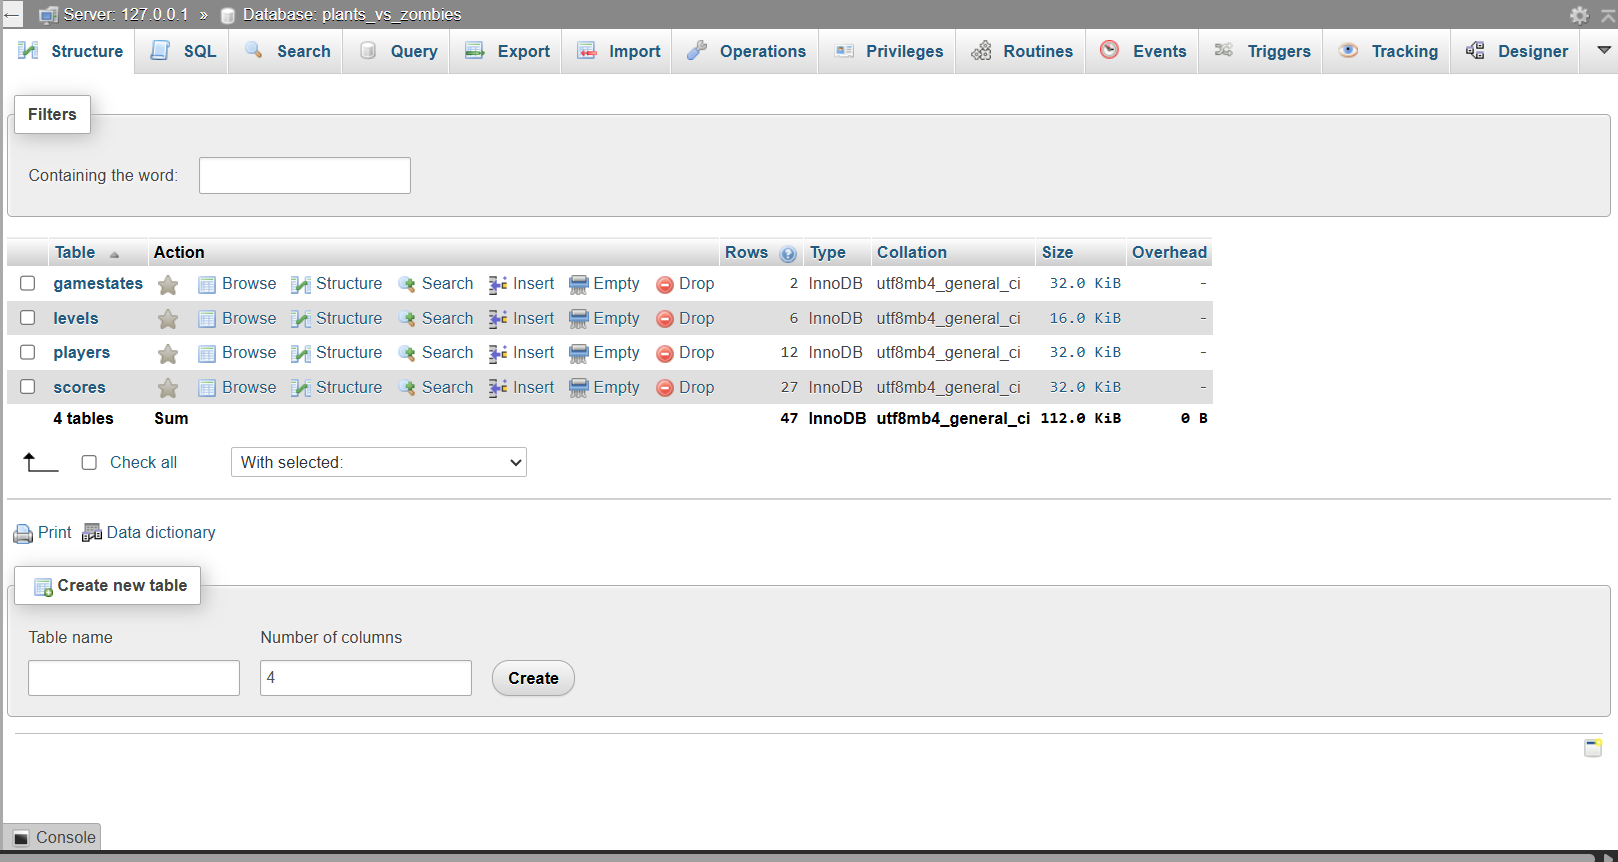 Server: 127.0.0.1 » Database: plants_vs_zombies
Structure SQL Search Query Export Import Operations Privileges Routines Events Triggers Tracking Designer
Filters
Containing the word:
Table Action Rows Type Collation Size Overhead
gamestates Browse Structure Search Insert Empty Drop 2 InnoDB utf8mb4_general_ci 32.0 KiB -
levels Browse Structure Search Insert Empty Drop 6 InnoDB utf8mb4_general_ci 16.0 KiB -
players Browse Structure Search Insert Empty Drop 12 InnoDB utf8mb4_general_ci 32.0 KiB -
scores Browse Structure Search Insert Empty Drop 27 InnoDB utf8mb4_general_ci 32.0 KiB -
4 tables Sum 47 InnoDB utf8mb4_general_ci 112.0 KiB 0 B
Check all With selected:
Print Data dictionary
Create new table
Table name Number of columns
4 Create
Console